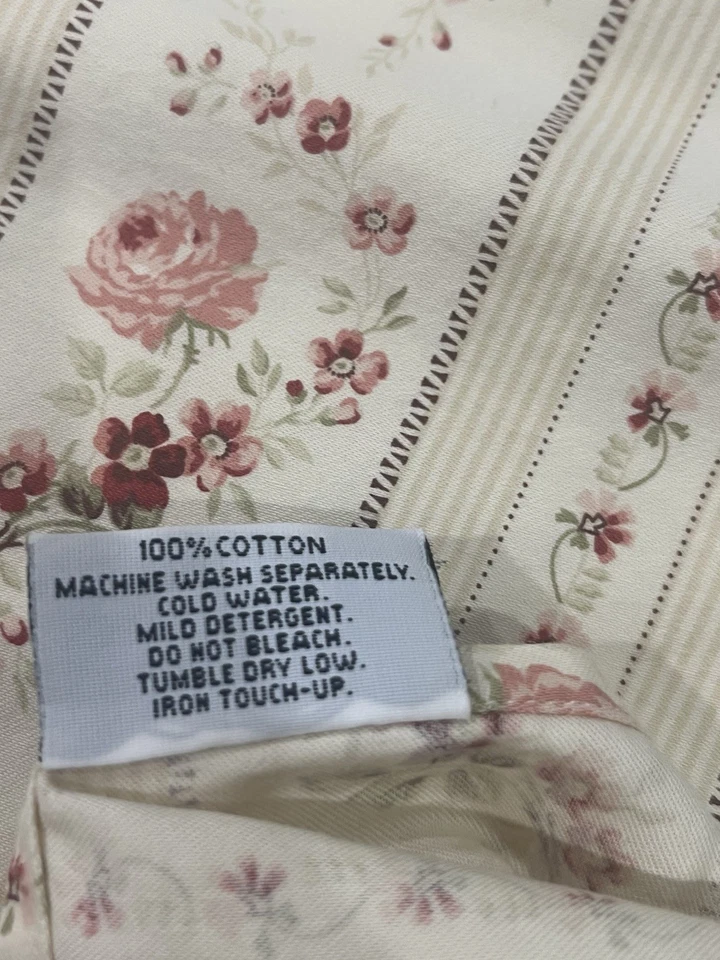 100% COTTON
MACHINE WASH SEPARATELY.
COLD WATER.
MILD DETERGENT.
DO NOT BLEACH.
TUMBLE DRY LOW.
IRON TOUCH-UP.